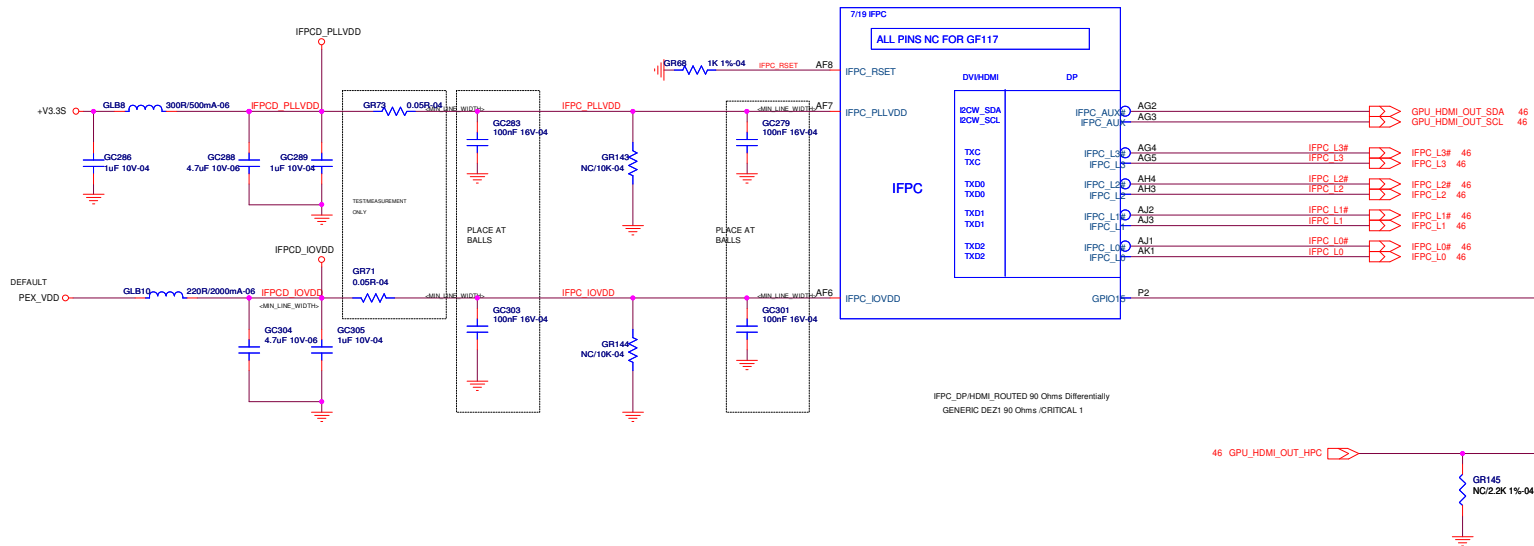 7/19 IFPC
ALL PINS NC FOR GF117
IFPCD_PLLVDD
GR68 1K 1%-04 IFPC_RSET AF8 IFPC_RSET
DVI/HDMI DP
+V3.3S GLB8 300R/500mA-06 IFPCD_PLLVDD GR73 0.05R-04 <MIN_LINE_WIDTH> IFPC_PLLVDD <MIN_LINE_WIDTH> AF7 IFPC_PLLVDD
I2CW_SDA IFPC_AUX# AG2 GPU_HDMI_OUT_SDA 46
I2CW_SCL IFPC_AUX AG3 GPU_HDMI_OUT_SCL 46
GC283
100nF 16V-04
GC279
100nF 16V-04
GC286
1uF 10V-04
GC288
4.7uF 10V-06
GC289
1uF 10V-04
GR143
NC/10K-04
TXC IFPC_L3# AG4 IFPC_L3# IFPC_L3# 46
TXC IFPC_L3 AG5 IFPC_L3 IFPC_L3 46
IFPC
TXD0 IFPC_L2# AH4 IFPC_L2# IFPC_L2# 46
TXD0 IFPC_L2 AH3 IFPC_L2 IFPC_L2 46
TEST/MEASUREMENT
ONLY
TXD1 IFPC_L1# AJ2 IFPC_L1# IFPC_L1# 46
TXD1 IFPC_L1 AJ3 IFPC_L1 IFPC_L1 46
PLACE AT
BALLS
PLACE AT
BALLS
TXD2 IFPC_L0# AJ1 IFPC_L0# IFPC_L0# 46
TXD2 IFPC_L0 AK1 IFPC_L0 IFPC_L0 46
IFPCD_IOVDD
GR71
0.05R-04
DEFAULT
PEX_VDD GLB10 220R/2000mA-06 IFPCD_IOVDD <MIN_LINE_WIDTH> IFPC_IOVDD <MIN_LINE_WIDTH> AF6 IFPC_IOVDD
<MIN_LINE_WIDTH>
GPIO15 P2
GC303
100nF 16V-04
GC301
100nF 16V-04
GC304
4.7uF 10V-06
GC305
1uF 10V-04
GR144
NC/10K-04
IFPC_DP/HDMI_ROUTED 90 Ohms Differentially
GENERIC DEZ1 90 Ohms /CRITICAL 1
46 GPU_HDMI_OUT_HPC
GR145
NC/2.2K 1%-04